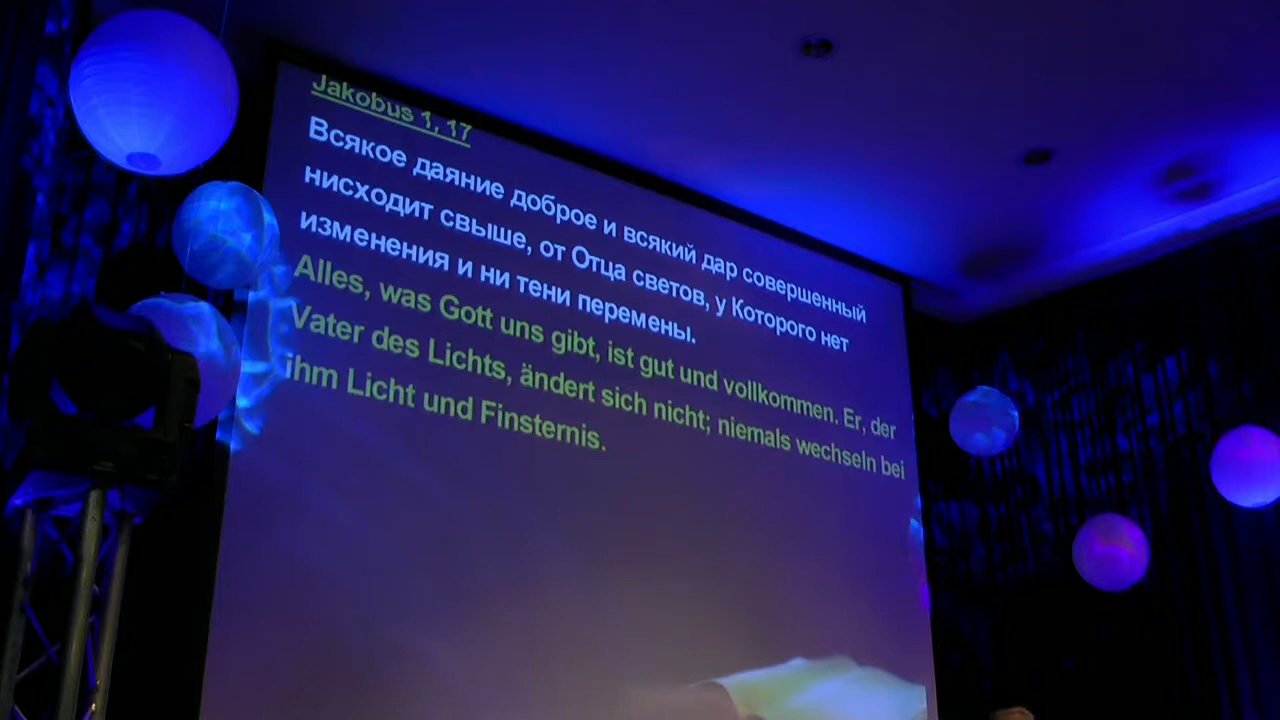 Jakobus 1, 17
Всякое даяние доброе и всякий дар совершенный
нисходит свыше, от Отца светов, у Которого нет
изменения и ни тени перемены.
Alles, was Gott uns gibt, ist gut und vollkommen. Er, der
Vater des Lichts, ändert sich nicht; niemals wechseln bei
ihm Licht und Finsternis.